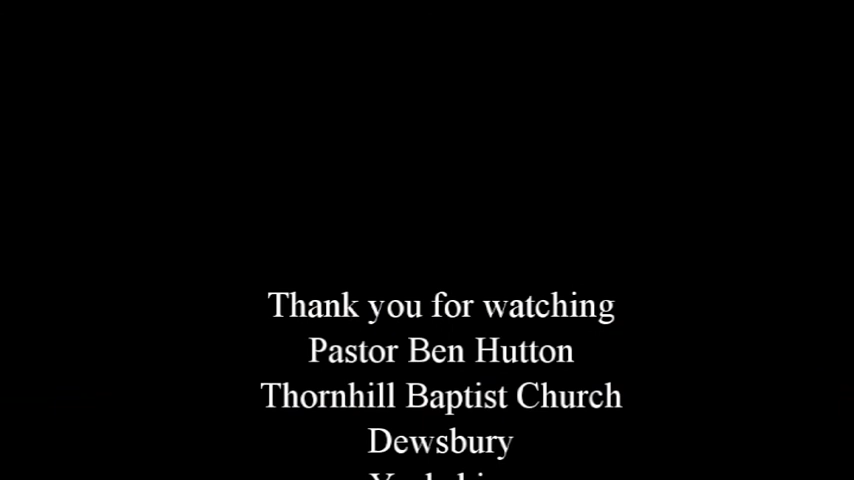 Thank you for watching
Pastor Ben Hutton
Thornhill Baptist Church
Dewsbury